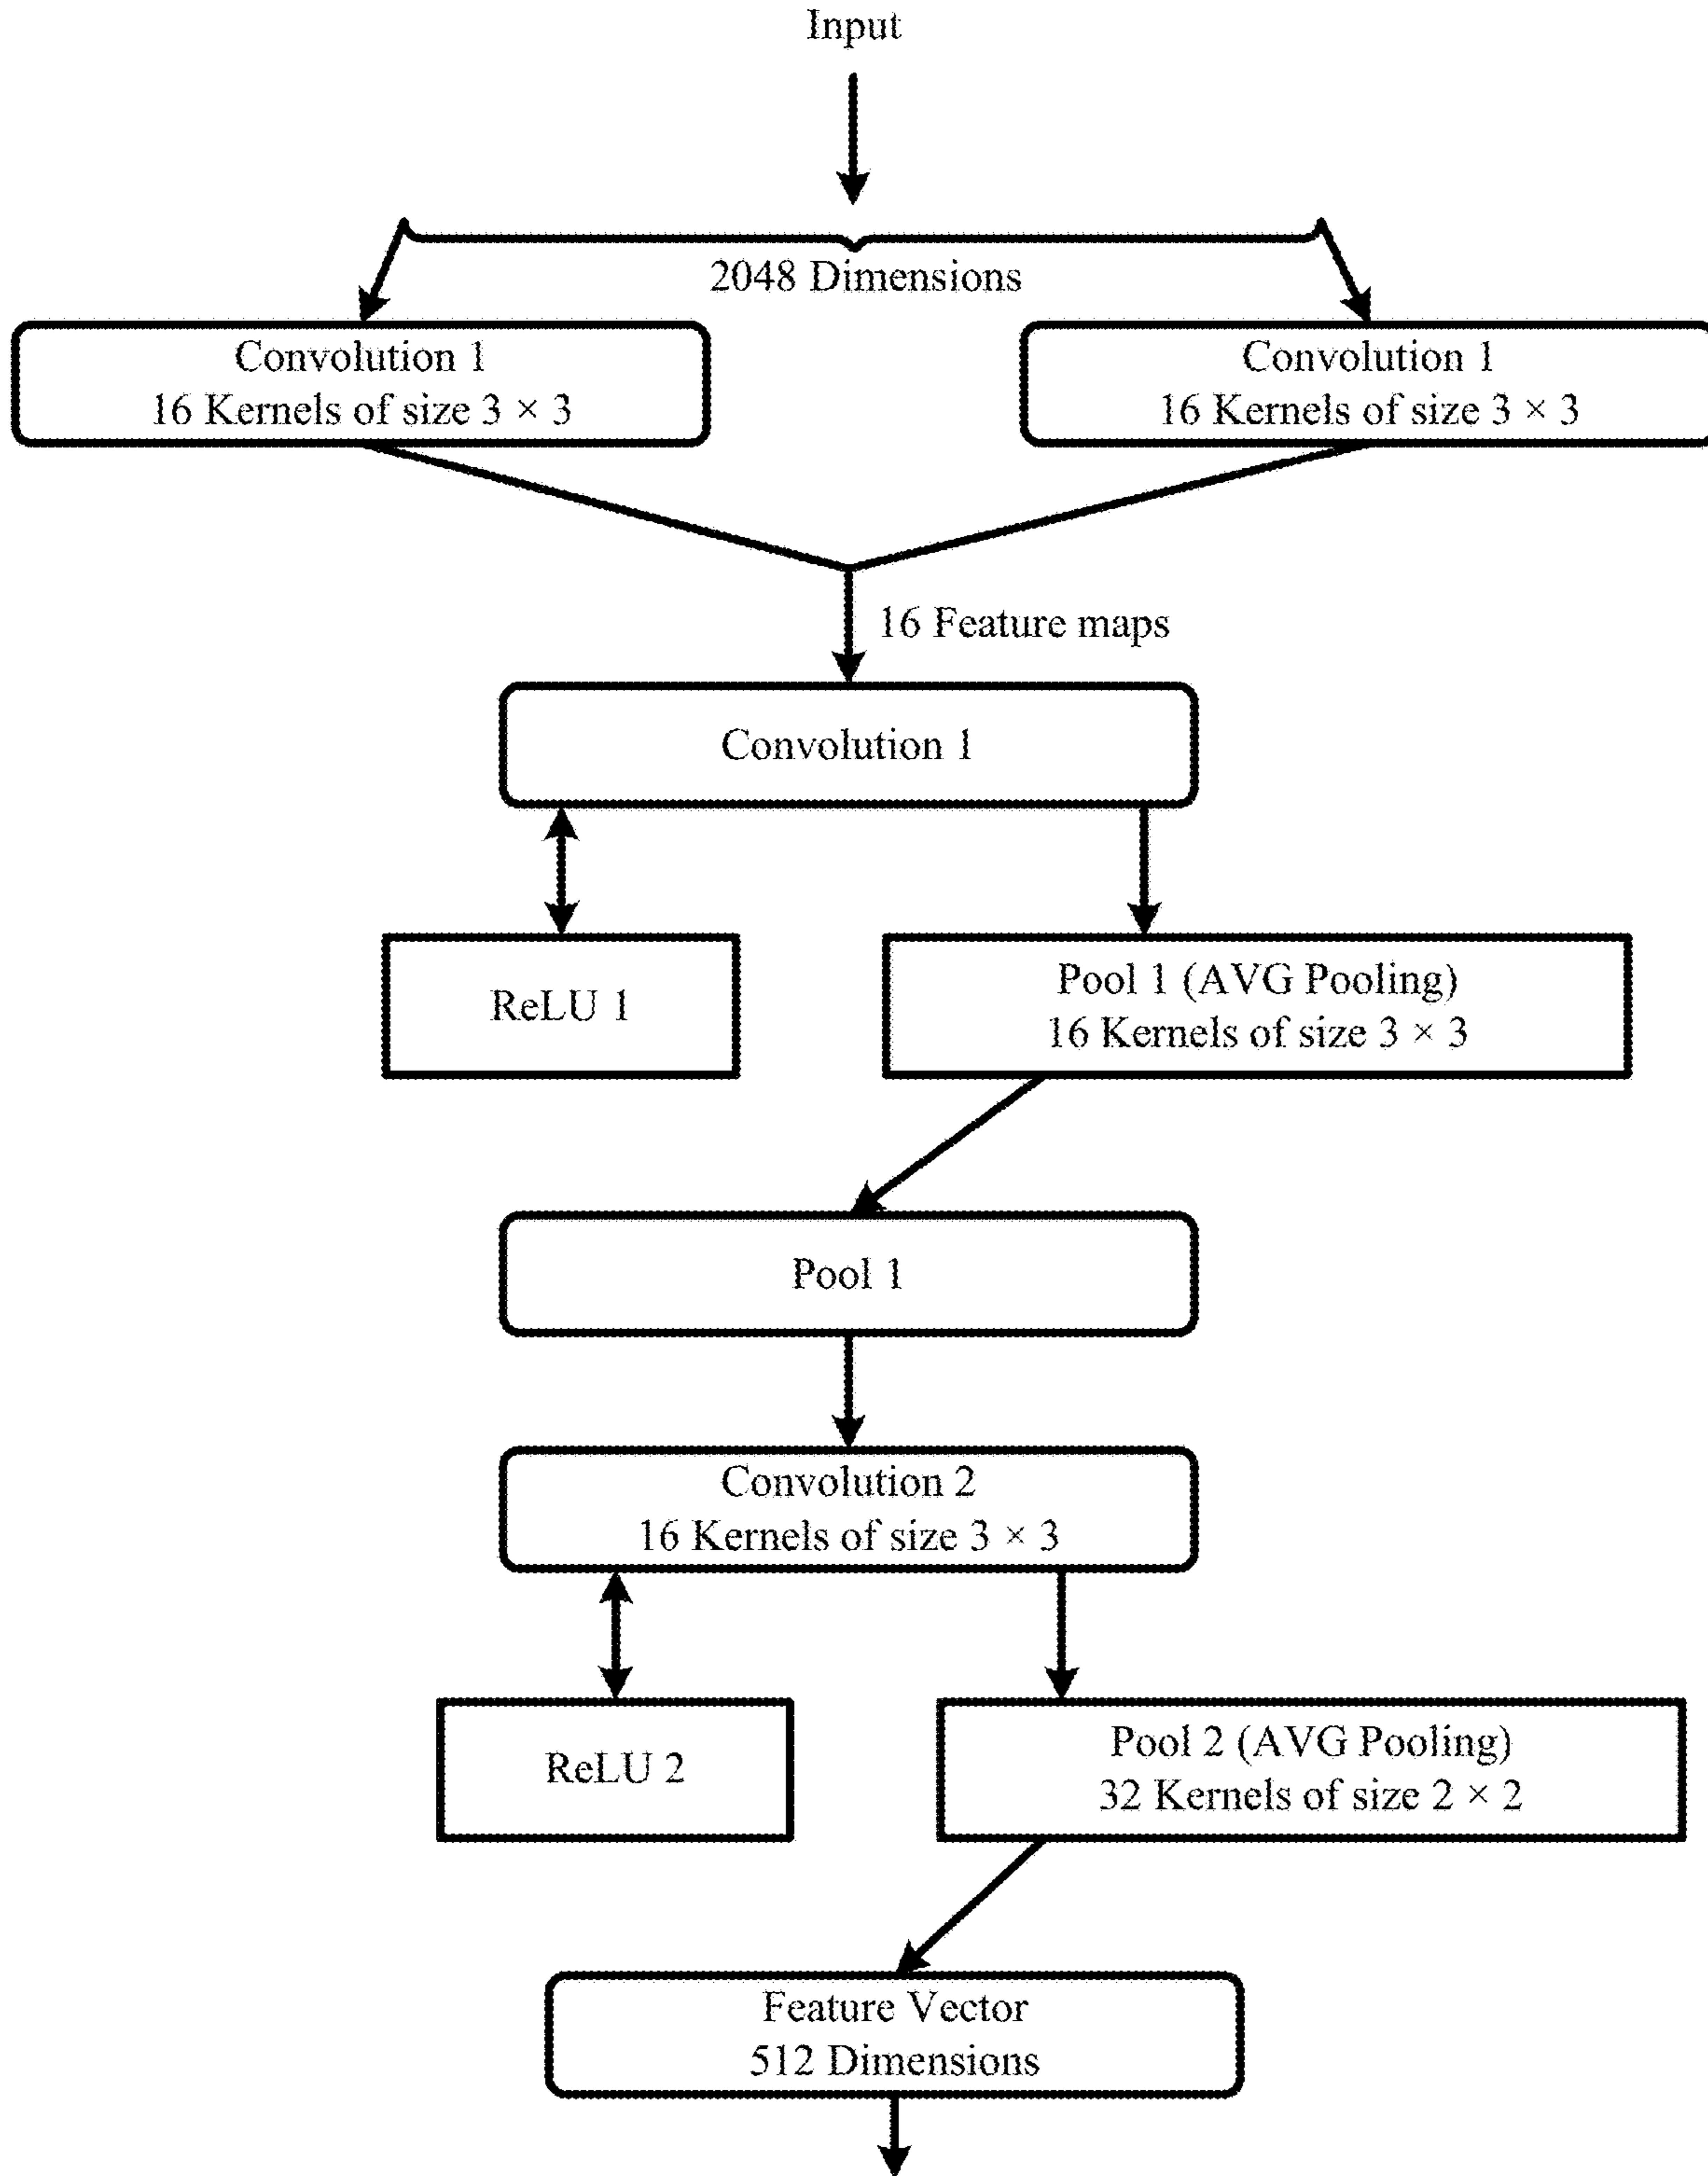 Input
2048 Dimensions
Convolution 1
16 Kernels of size 3 × 3
Convolution 1
16 Kernels of size 3 × 3
16 Feature maps
Convolution 1
ReLU 1
Pool 1 (AVG Pooling)
16 Kernels of size 3 × 3
Pool 1
Convolution 2
16 Kernels of size 3 × 3
ReLU 2
Pool 2 (AVG Pooling)
32 Kernels of size 2 × 2
Feature Vector
512 Dimensions